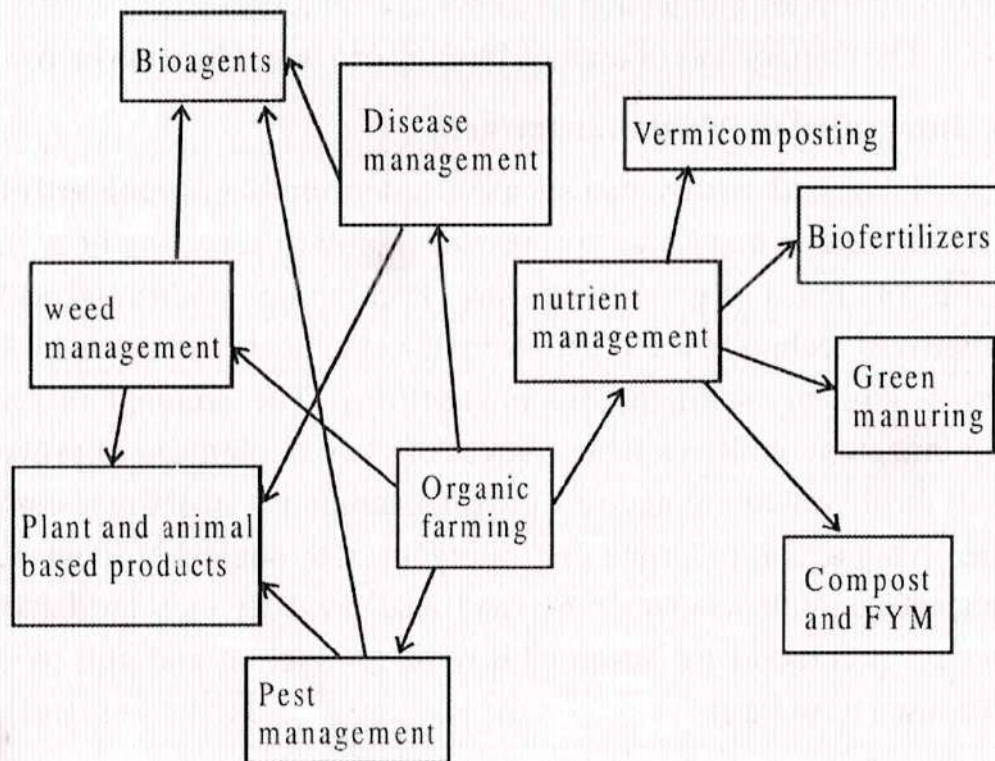 Bioagents
Disease
management
Vermicomposting
Biofertilizers
weed
management
nutrient
management
Green
manuring
Organic
farming
Plant and animal
based products
Compost
and FYM
Pest
management